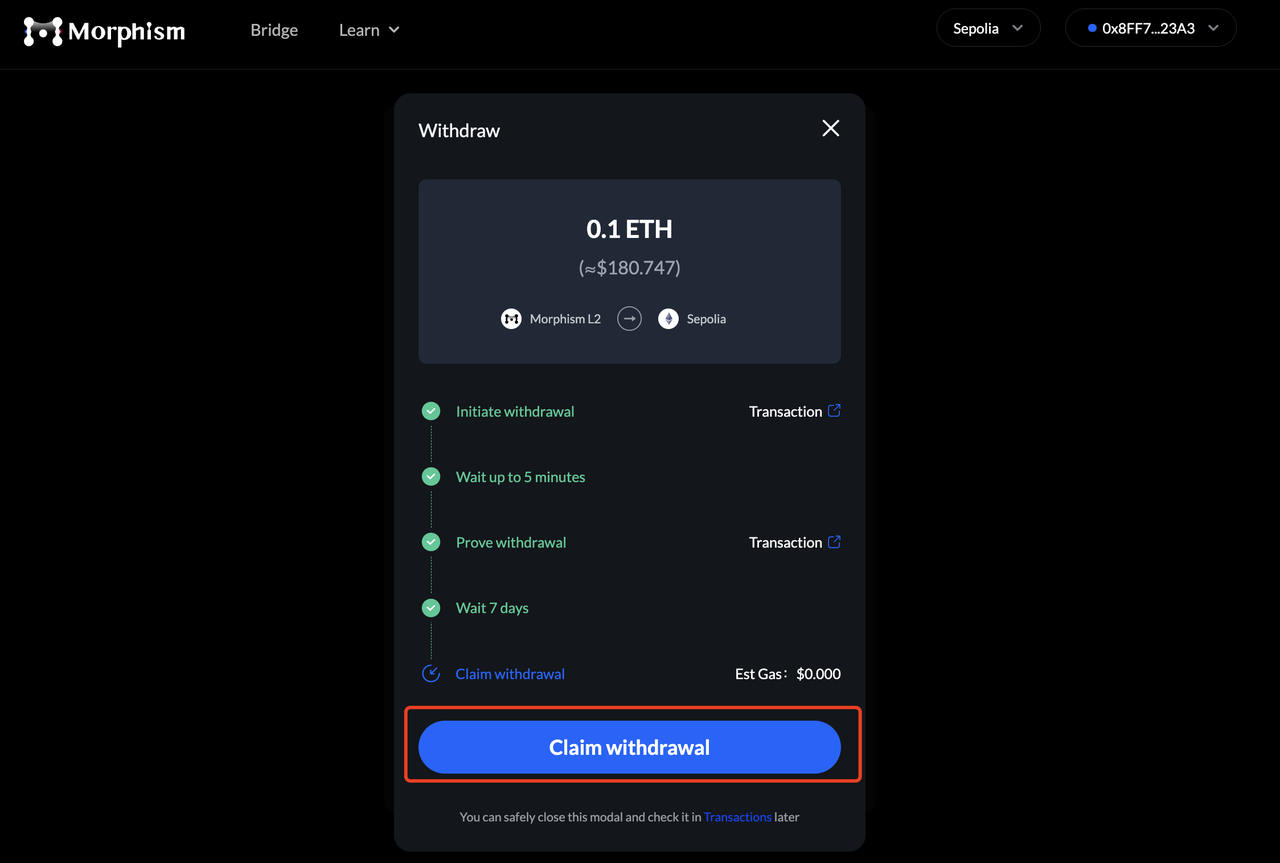 Morphism Bridge Learn Sepolia 0x8FF7...23A3
Withdraw
0.1 ETH
(≈$180.747)
Morphism L2 → Sepolia
Initiate withdrawal Transaction
Wait up to 5 minutes
Prove withdrawal Transaction
Wait 7 days
Claim withdrawal Est Gas： $0.000
Claim withdrawal
You can safely close this modal and check it in Transactions later